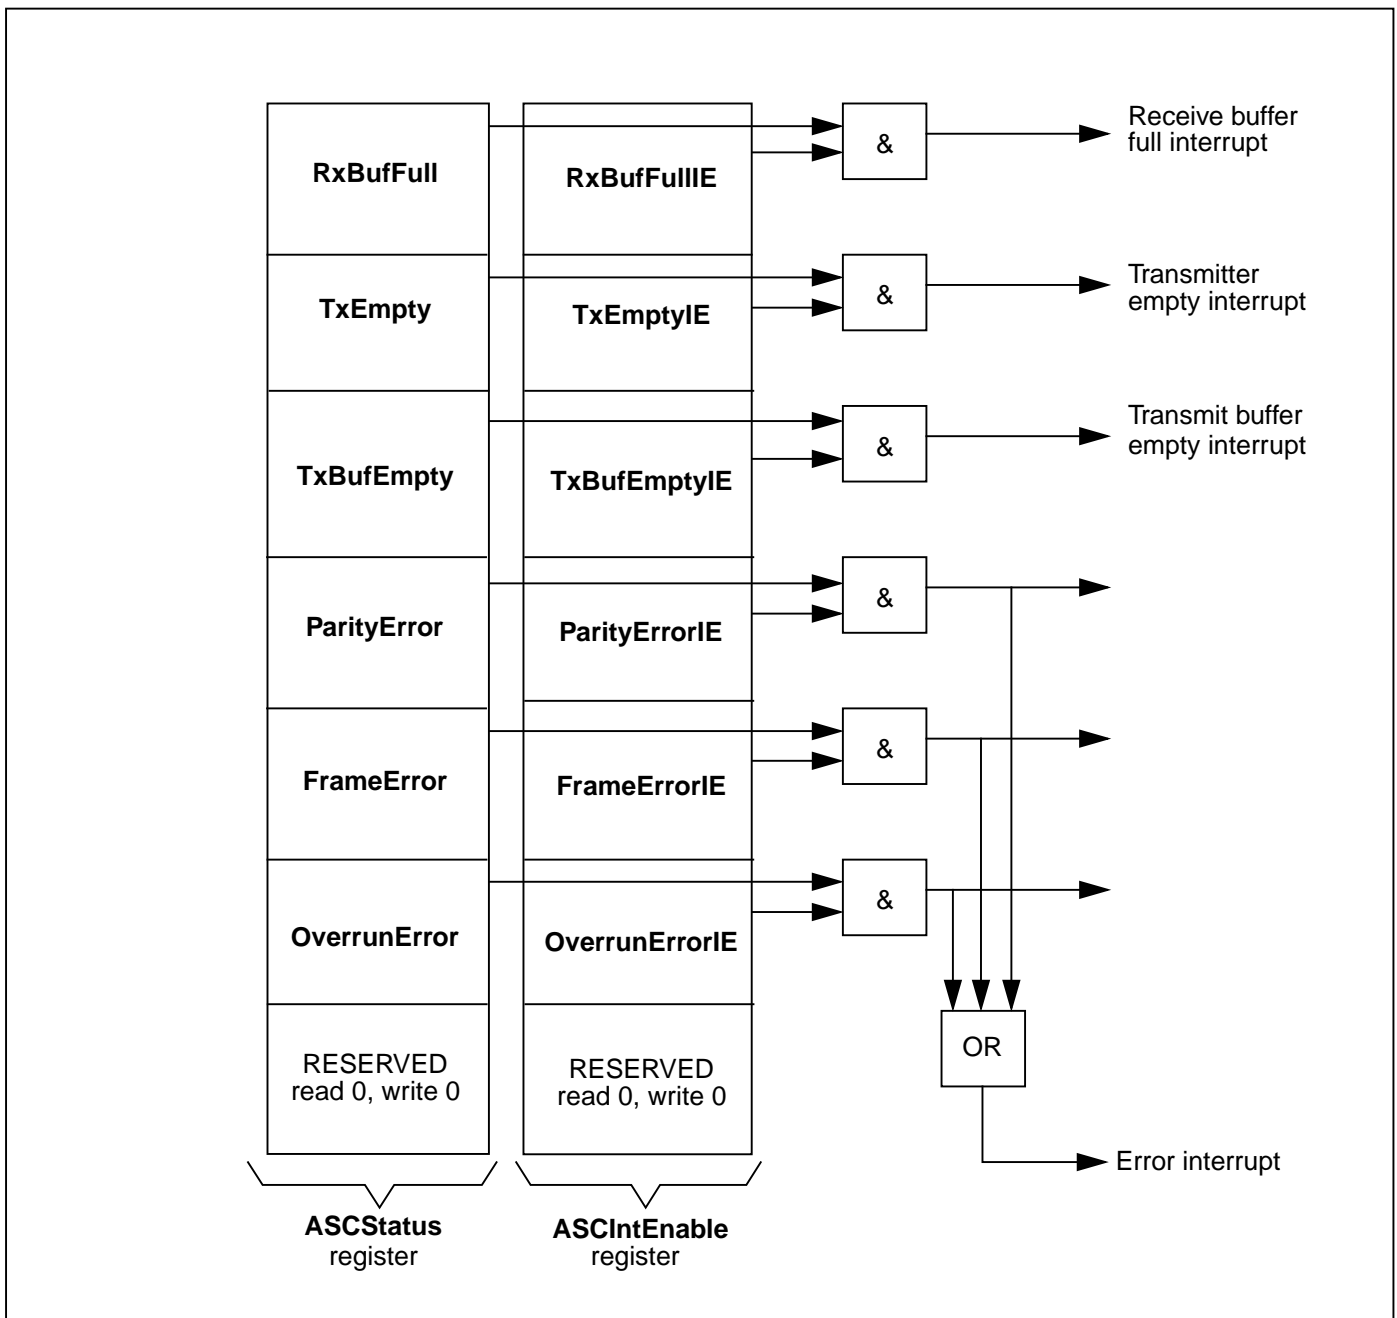 RxBufFull
RxBufFullIE
&
Receive buffer
full interrupt
TxEmpty
TxEmptyIE
&
Transmitter
empty interrupt
TxBufEmpty
TxBufEmptyIE
&
Transmit buffer
empty interrupt
ParityError
ParityErrorIE
&
FrameError
FrameErrorIE
&
OverrunError
OverrunErrorIE
&
RESERVED
read 0, write 0
RESERVED
read 0, write 0
OR
Error interrupt
ASCStatus
register
ASCIntEnable
register